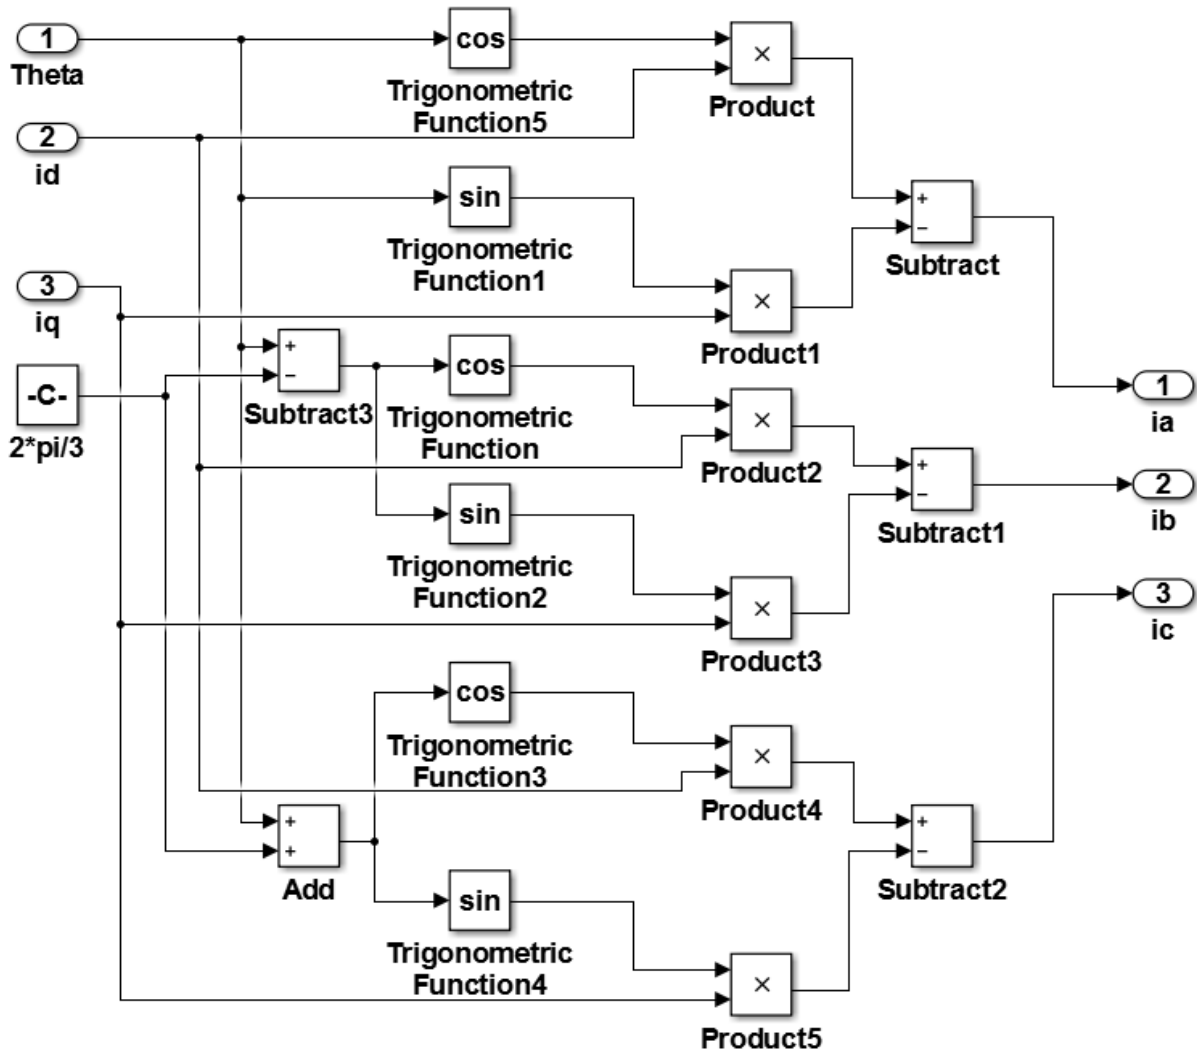 1
Theta
cos
Trigonometric
Function5
×
Product
2
id
sin
Trigonometric
Function1
+
−
Subtract
3
iq
×
Product1
+
−
Subtract3
-C-
2*pi/3
cos
Trigonometric
Function
×
Product2
1
ia
sin
Trigonometric
Function2
+
−
Subtract1
2
ib
×
Product3
3
ic
cos
Trigonometric
Function3
×
Product4
+
+
Add
+
−
Subtract2
sin
Trigonometric
Function4
×
Product5